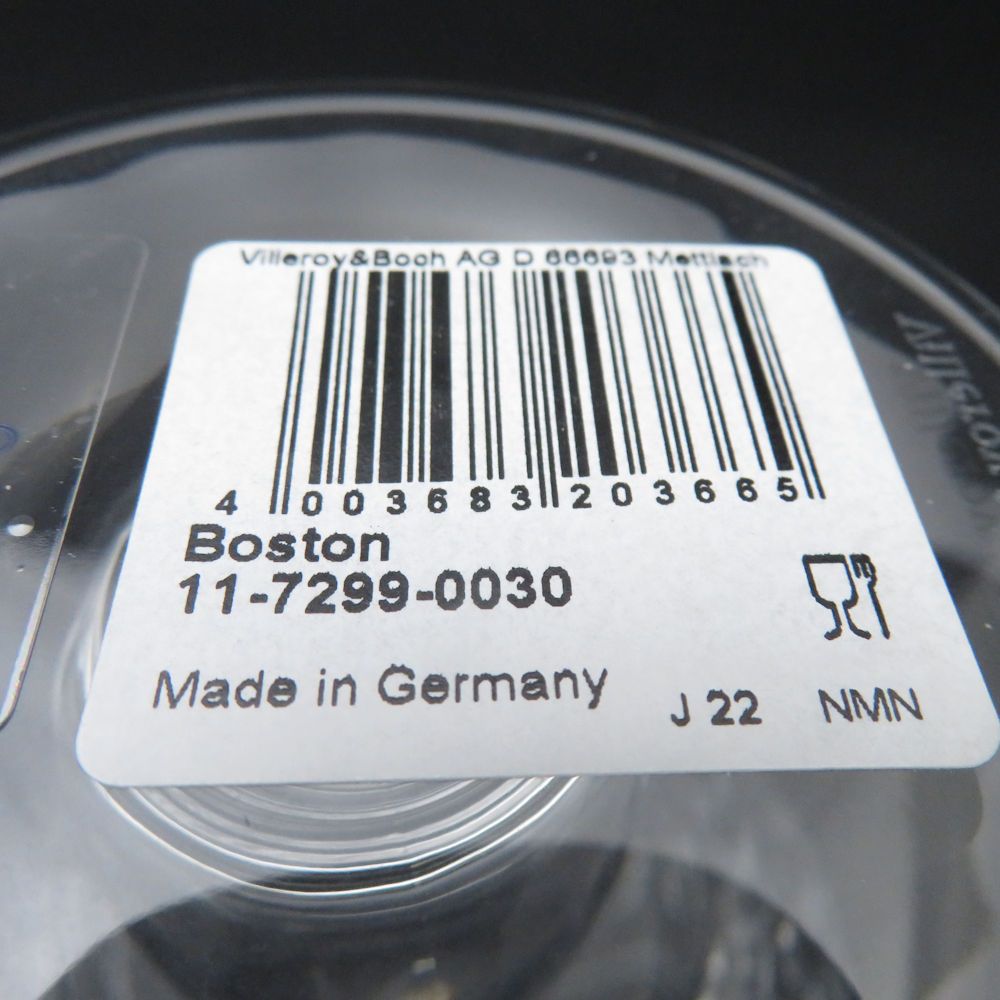 Villeroy&Boch AG D 66693 Mettlach
4 003683 203665
Boston
11-7299-0030
Made in Germany
J 22 NMN